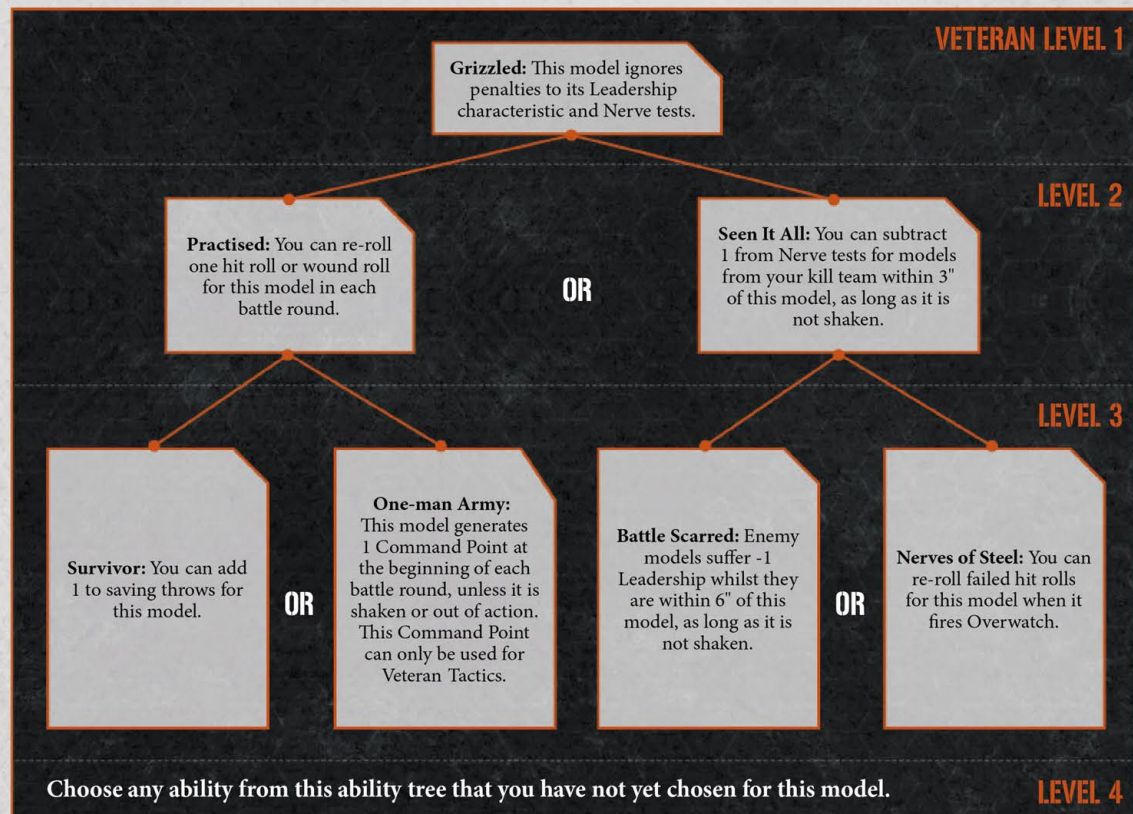 VETERAN LEVEL 1
Grizzled: This model ignores
penalties to its Leadership
characteristic and Nerve tests.
LEVEL 2
Practised: You can re-roll
one hit roll or wound roll
for this model in each
battle round.
OR
Seen It All: You can subtract
1 from Nerve tests for models
from your kill team within 3"
of this model, as long as it is
not shaken.
LEVEL 3
Survivor: You can add
1 to saving throws for
this model.
OR
One-man Army:
This model generates
1 Command Point at
the beginning of each
battle round, unless it is
shaken or out of action.
This Command Point
can only be used for
Veteran Tactics.
Battle Scarred: Enemy
models suffer -1
Leadership whilst they
are within 6" of this
model, as long as it is
not shaken.
OR
Nerves of Steel: You can
re-roll failed hit rolls
for this model when it
fires Overwatch.
Choose any ability from this ability tree that you have not yet chosen for this model.
LEVEL 4